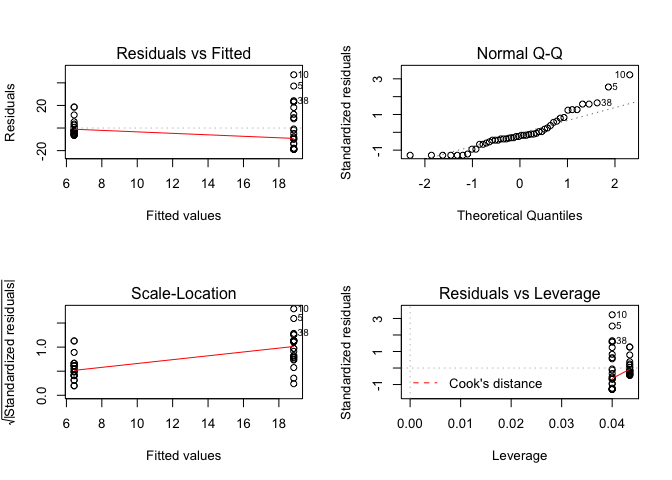 Residuals vs Fitted
Residuals
-20
20
6 8 10 12 14 16 18
Fitted values
10
5
38
Normal Q-Q
Standardized residuals
-1
1
3
-2 -1 0 1 2
Theoretical Quantiles
10
5
38
Scale-Location
√|Standardized residuals|
0.0
1.0
6 8 10 12 14 16 18
Fitted values
10
5
38
Residuals vs Leverage
Standardized residuals
-1
1
3
0.00 0.01 0.02 0.03 0.04
Leverage
Cook's distance
10
5
38